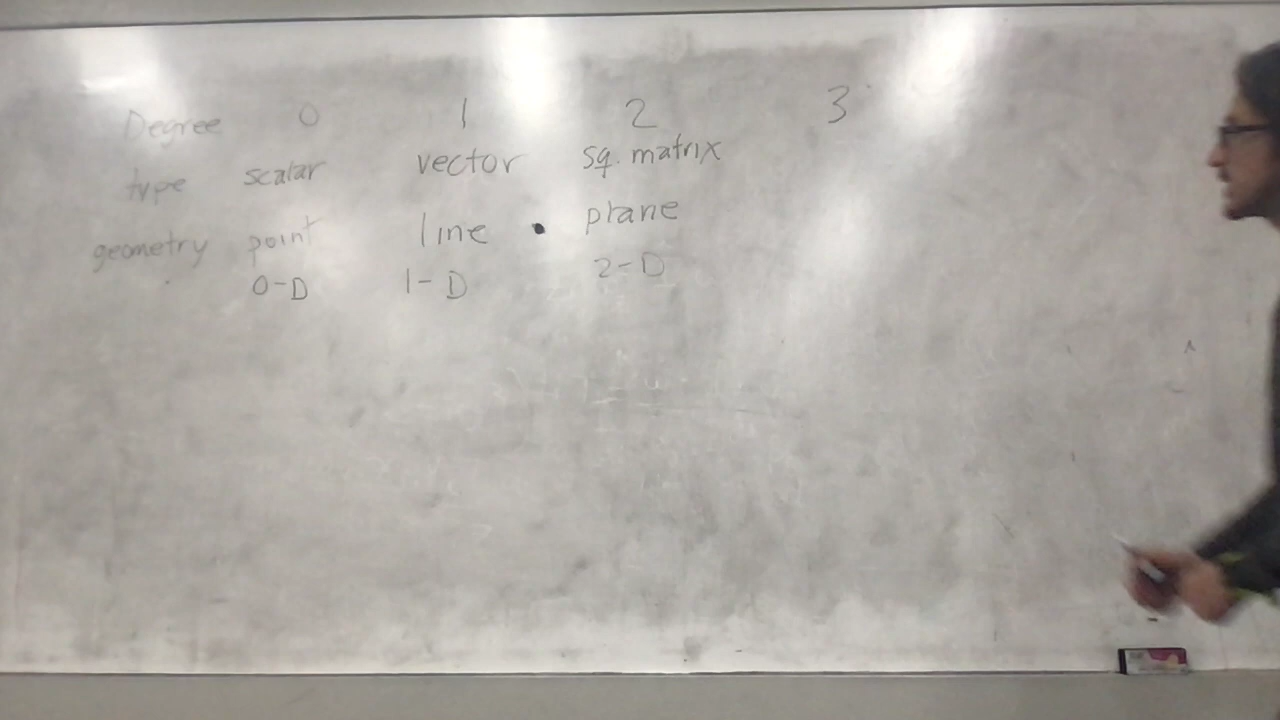 Degree 0 1 2 3
type scalar vector sq. matrix
geometry point line plane
0-D 1-D 2-D